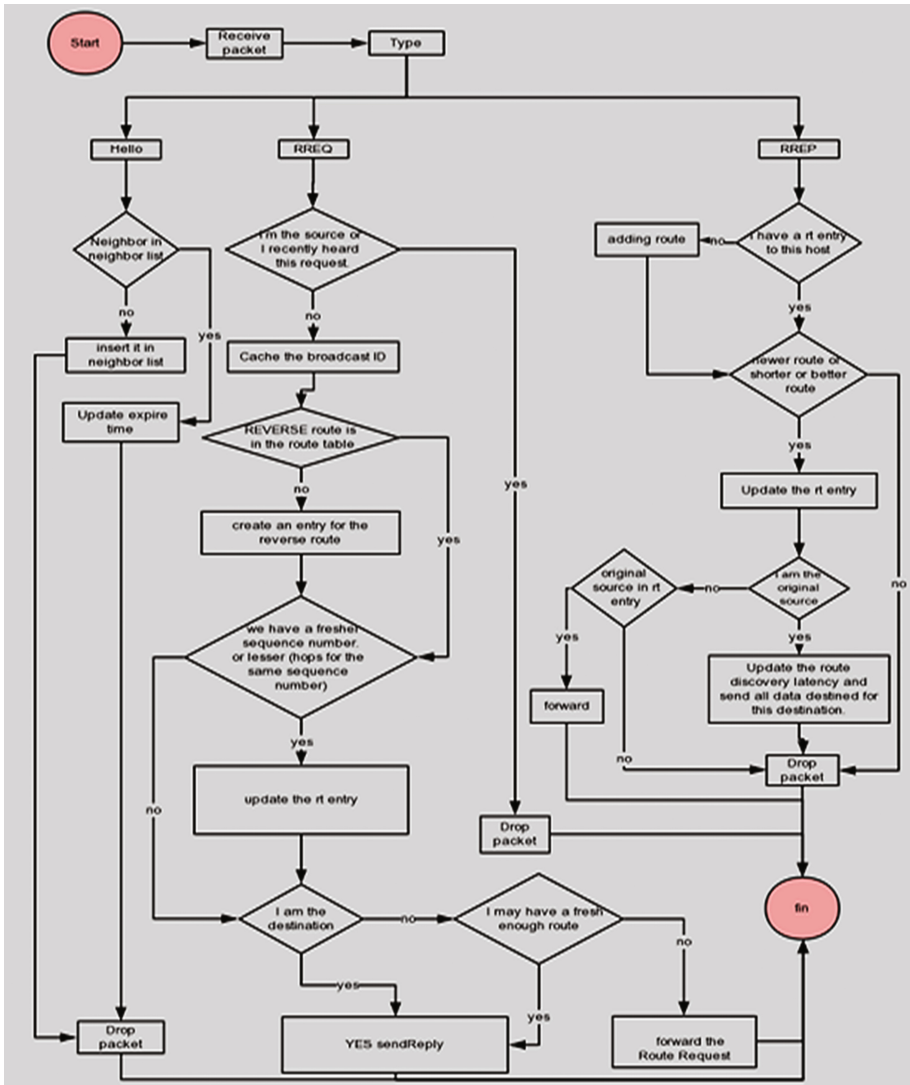 Start
Receive
packet
Type
Hello
RREQ
RREP
Neighbor in
neighbor list
I'm the source or
I recently heard
this request.
adding route
no
I have a rt entry
to this host
no
yes
no
yes
insert it in
neighbor list
Cache the broadcast ID
newer route or
shorter or better
route
Update expire
time
REVERSE route is
in the route table
yes
no
yes
Update the rt entry
create an entry for the
reverse route
yes
no
original
source in rt
entry
no
I am the
original
source
yes
yes
we have a fresher
sequence number.
or lesser (hops for the
same sequence
number)
Update the route
discovery latency and
send all data destined for
this destination.
forward
yes
no
Drop
packet
update the rt entry
no
Drop
packet
I am the
destination
no
I may have a fresh
enough route
fin
no
yes
yes
Drop
packet
YES sendReply
forward the
Route Request